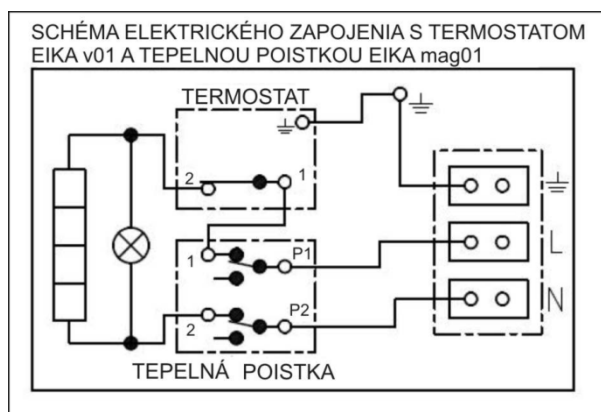 SCHÉMA ELEKTRICKÉHO ZAPOJENIA S TERMOSTATOM
EIKA v01 A TEPELNOU POISTKOU EIKA mag01
TERMOSTAT
2 1
1 P1 L
2 P2 N
TEPELNÁ POISTKA